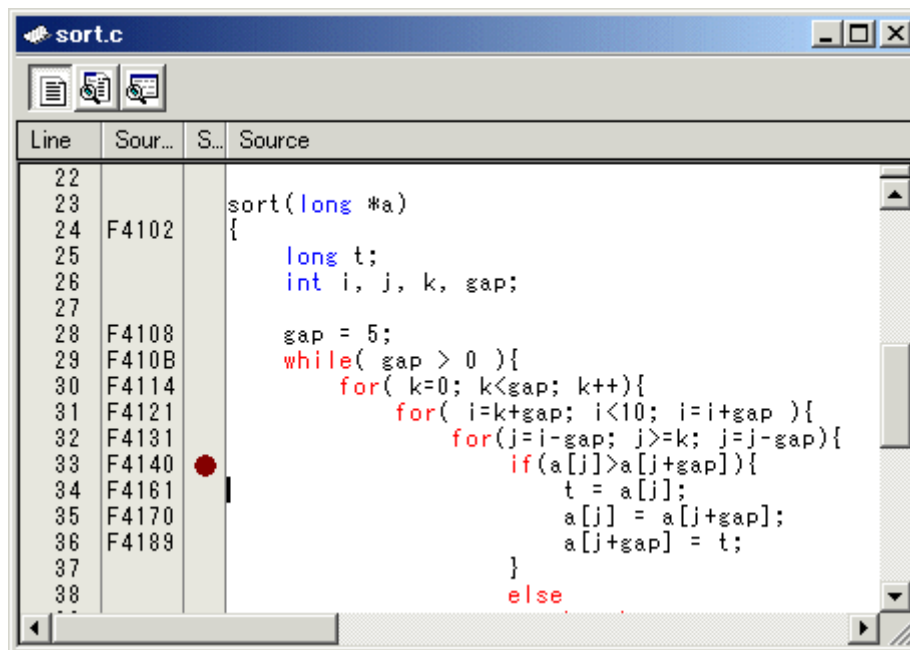 sort.c
Line Sour... S... Source
22
23 sort(long *a)
24 F4102 {
25 long t;
26 int i, j, k, gap;
27
28 F4108 gap = 5;
29 F410B while( gap > 0 ){
30 F4114 for( k=0; k<gap; k++){
31 F4121 for( i=k+gap; i<10; i=i+gap ){
32 F4131 for(j=i-gap; j>=k; j=j-gap){
33 F4140 if(a[j]>a[j+gap]){
34 F4161 t = a[j];
35 F4170 a[j] = a[j+gap];
36 F4189 a[j+gap] = t;
37 }
38 else